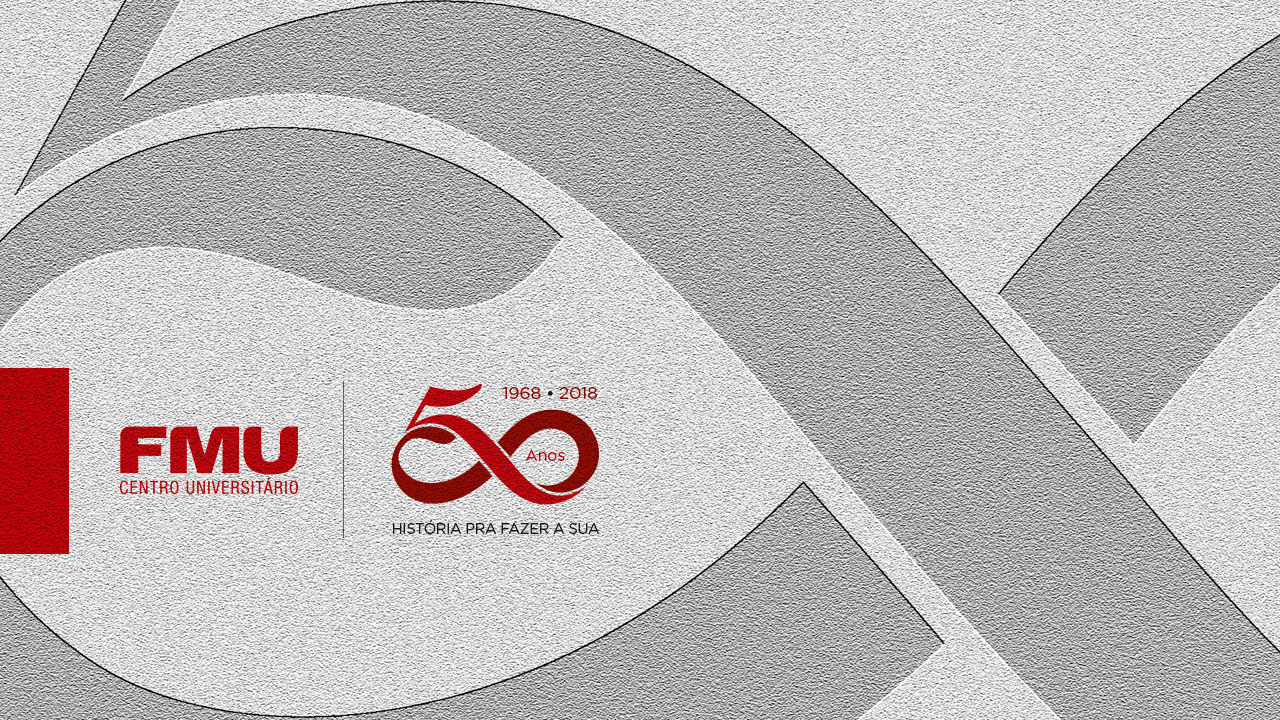 FMU
CENTRO UNIVERSITÁRIO
1968 • 2018
50
Anos
HISTÓRIA PRA FAZER A SUA